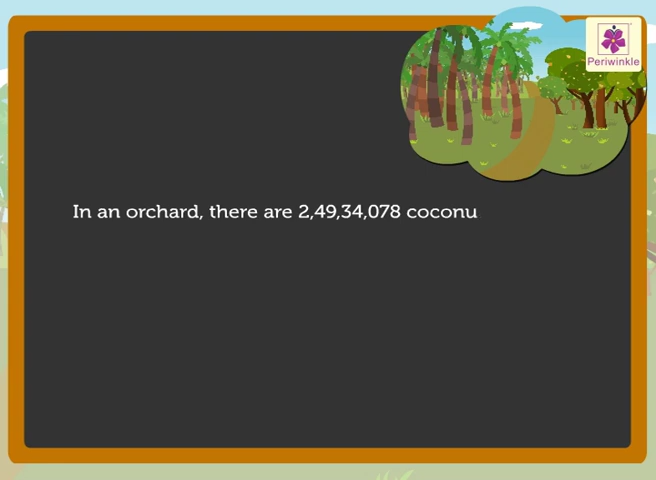 Periwinkle
In an orchard, there are 2,49,34,078 coconu